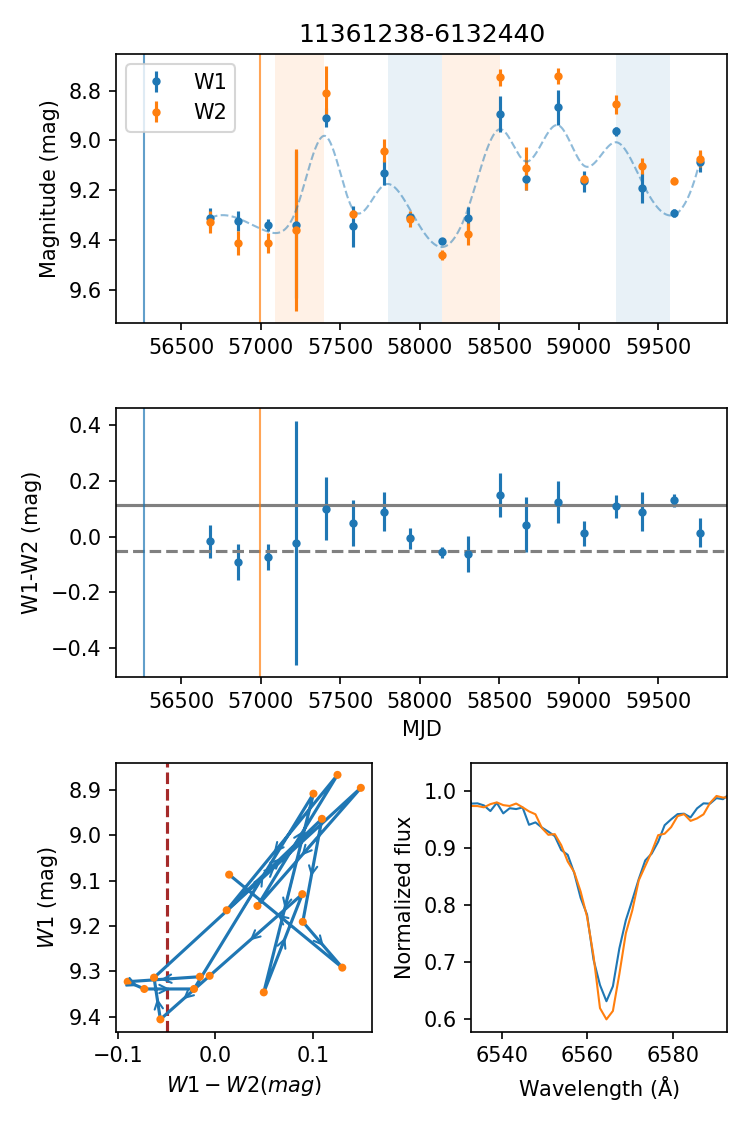 11361238-6132440
W1
W2
Magnitude (mag)
8.8
9.0
9.2
9.4
9.6
56500 57000 57500 58000 58500 59000 59500
W1-W2 (mag)
0.4
0.2
0.0
−0.2
−0.4
56500 57000 57500 58000 58500 59000 59500
MJD
W1 (mag)
8.9
9.0
9.1
9.2
9.3
9.4
−0.1 0.0 0.1
W1 − W2(mag)
Normalized flux
1.0
0.9
0.8
0.7
0.6
6540 6560 6580
Wavelength (Å)